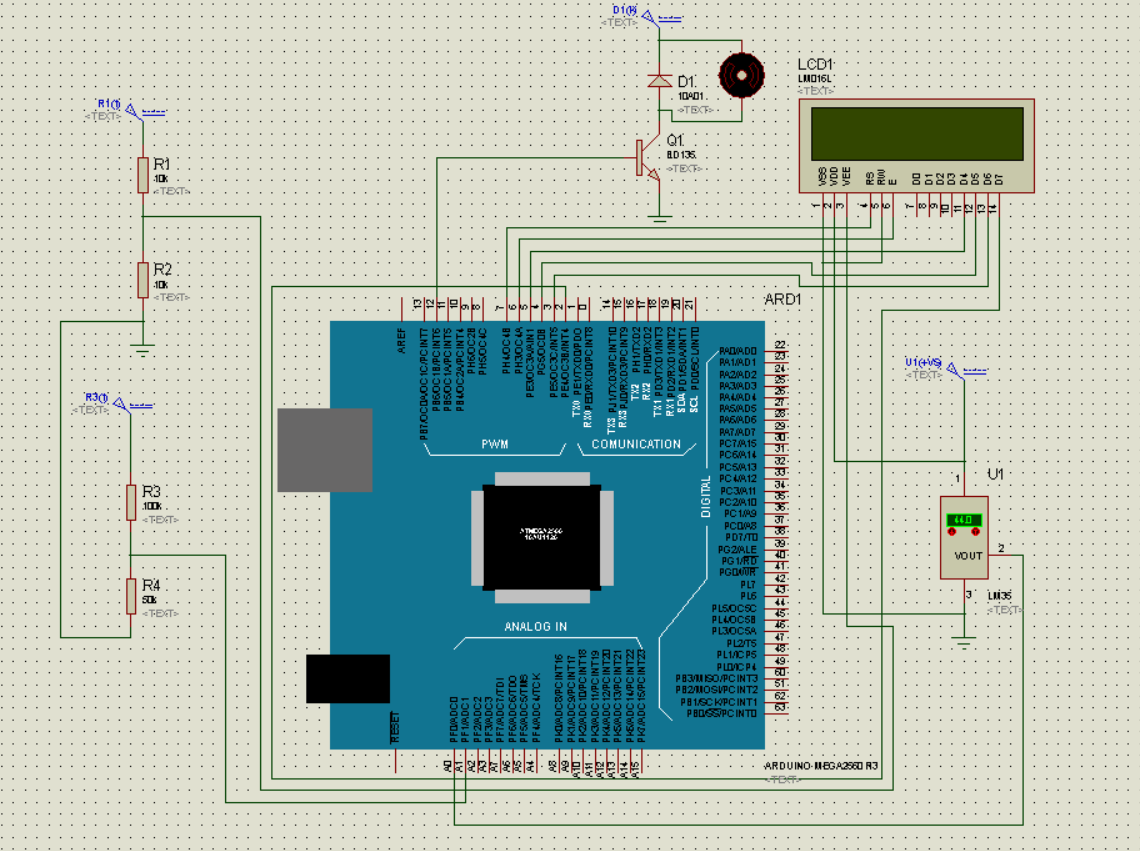 D1(K)
<TEXT>
LCD1
LM016L
<TEXT>
D1
10A01
<TEXT>
R1(1)
<TEXT>
R1
10k
<TEXT>
Q1
BD135
<TEXT>
VSS VDD VEE RS RW E D0 D1 D2 D3 D4 D5 D6 D7
1 2 3 4 5 6 7 8 9 10 11 12 13 14
R2
10k
<TEXT>
ARD1
13 12 11 10 9 8 7 6 5 4 3 2 1 0 14 15 16 17 18 19 20 21
AREF
PB7/OC0A/OC1C/PCINT7
PB6/OC1B/PCINT6
PB5/OC1A/PCINT5
PB4/OC2A/PCINT4
PH6/OC2B
PH5/OC4C
PH4/OC4B
PH3/OC4A
PE3/OC3A/AIN1
PG5/OC0B
PE5/OC3C/INT5
PE4/OC3B/INT4
TX0 PE1/TXD0/PDO
RX0 PE0/RXD0/PCINT8
TX3 PJ1/TXD3/PCINT10
RX3 PJ0/RXD3/PCINT9
TX2 PH1/TXD2
RX2 PH0/RXD2
TX1 PD3/TXD1/INT3
RX1 PD2/RXD1/INT2
SDA PD1/SDA/INT1
SCL PD0/SCL/INT0
PWM
COMUNICATION
DIGITAL
PA0/AD0 22
PA1/AD1 23
PA2/AD2 24
PA3/AD3 25
PA4/AD4 26
PA5/AD5 27
PA6/AD6 28
PA7/AD7 29
PC7/A15 30
PC6/A14 31
PC5/A13 32
PC4/A12 33
PC3/A11 34
PC2/A10 35
PC1/A9 36
PC0/A8 37
PD7/T0 38
PG2/ALE 39
PG1/RD 40
PG0/WR 41
PL7 42
PL6 43
PL5/OC5C 44
PL4/OC5B 45
PL3/OC5A 46
PL2/T5 47
PL1/ICP5 48
PL0/ICP4 49
PB3/MISO/PCINT3 50
PB2/MOSI/PCINT2 51
PB1/SCK/PCINT1 52
PB0/SS/PCINT0 53
U1(+VS)
<TEXT>
R3(1)
<TEXT>
R3
100k
<TEXT>
R4
50k
<TEXT>
U1
1
44.0
VOUT
2
3
LM35
<TEXT>
ATMEGA2560
16AU 1126
ANALOG IN
RESET
PF0/ADC0
PF1/ADC1
PF2/ADC2
PF3/ADC3
PF7/ADC7/TDI
PF6/ADC6/TDO
PF5/ADC5/TMS
PF4/ADC4/TCK
PK0/ADC8/PCINT16
PK1/ADC9/PCINT17
PK2/ADC10/PCINT18
PK3/ADC11/PCINT19
PK4/ADC12/PCINT20
PK5/ADC13/PCINT21
PK6/ADC14/PCINT22
PK7/ADC15/PCINT23
A0 A1 A2 A3 A7 A6 A5 A4 A8 A9 A10 A11 A12 A13 A14 A15
ARDUINO MEGA2560 R3
<TEXT>